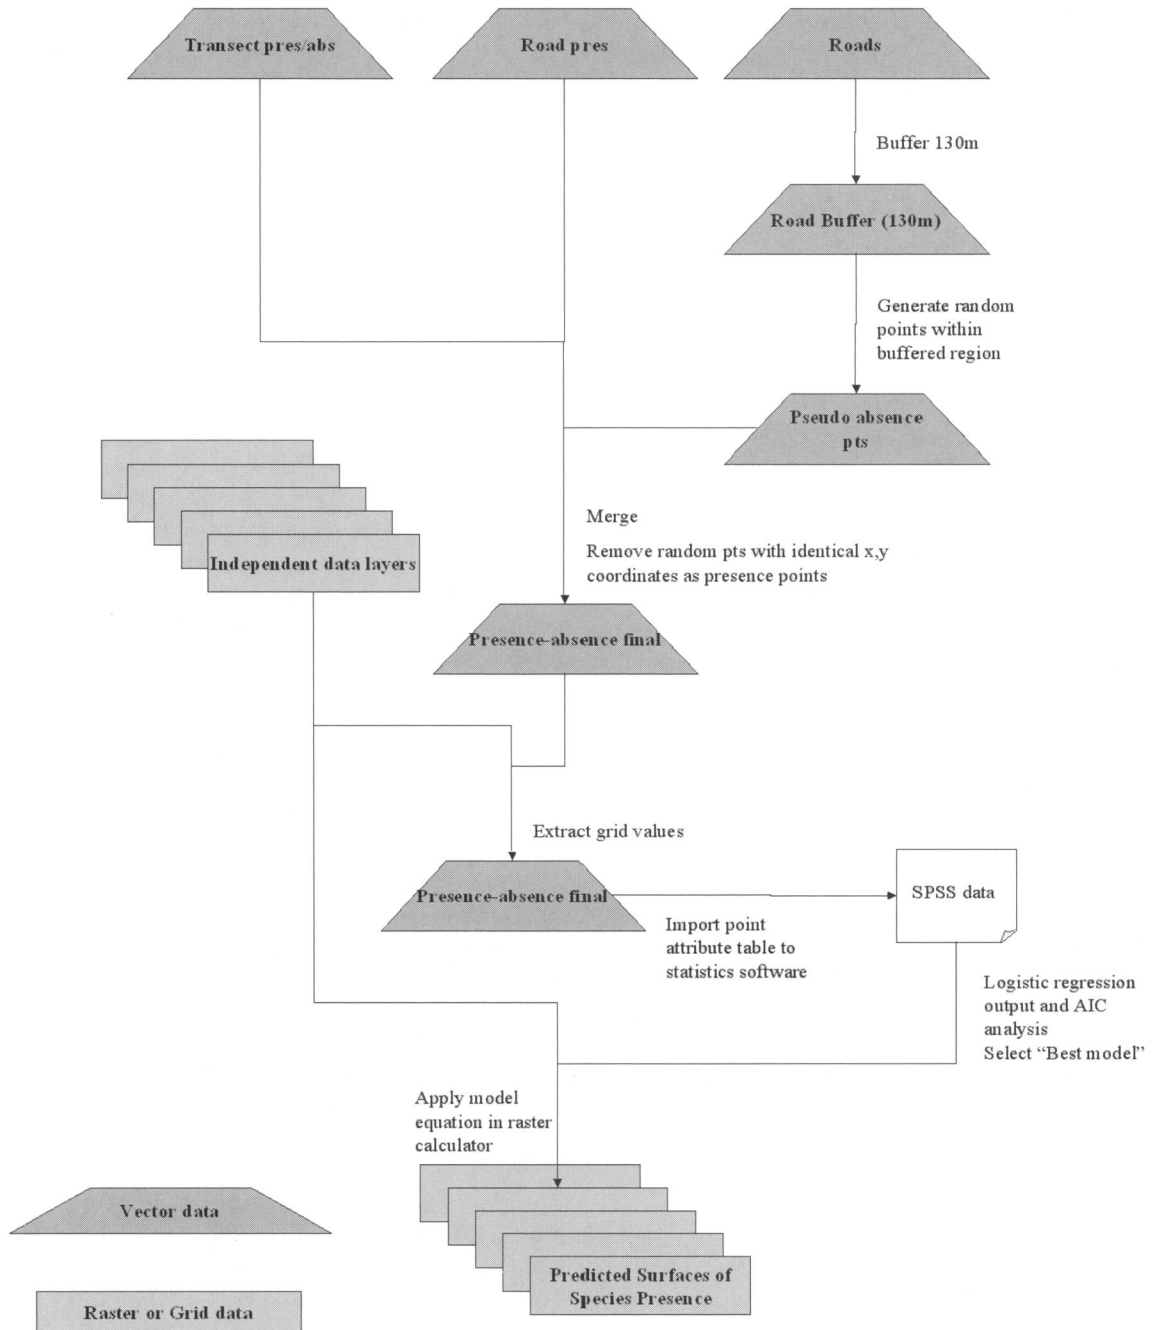 Transect pres/abs
Road pres
Roads
Buffer 130m
Road Buffer (130m)
Generate random
points within
buffered region
Pseudo absence
pts
Independent data layers
Merge
Remove random pts with identical x,y
coordinates as presence points
Presence-absence final
Extract grid values
Presence-absence final
SPSS data
Import point
attribute table to
statistics software
Logistic regression
output and AIC
analysis
Select “Best model”
Apply model
equation in raster
calculator
Predicted Surfaces of
Species Presence
Vector data
Raster or Grid data